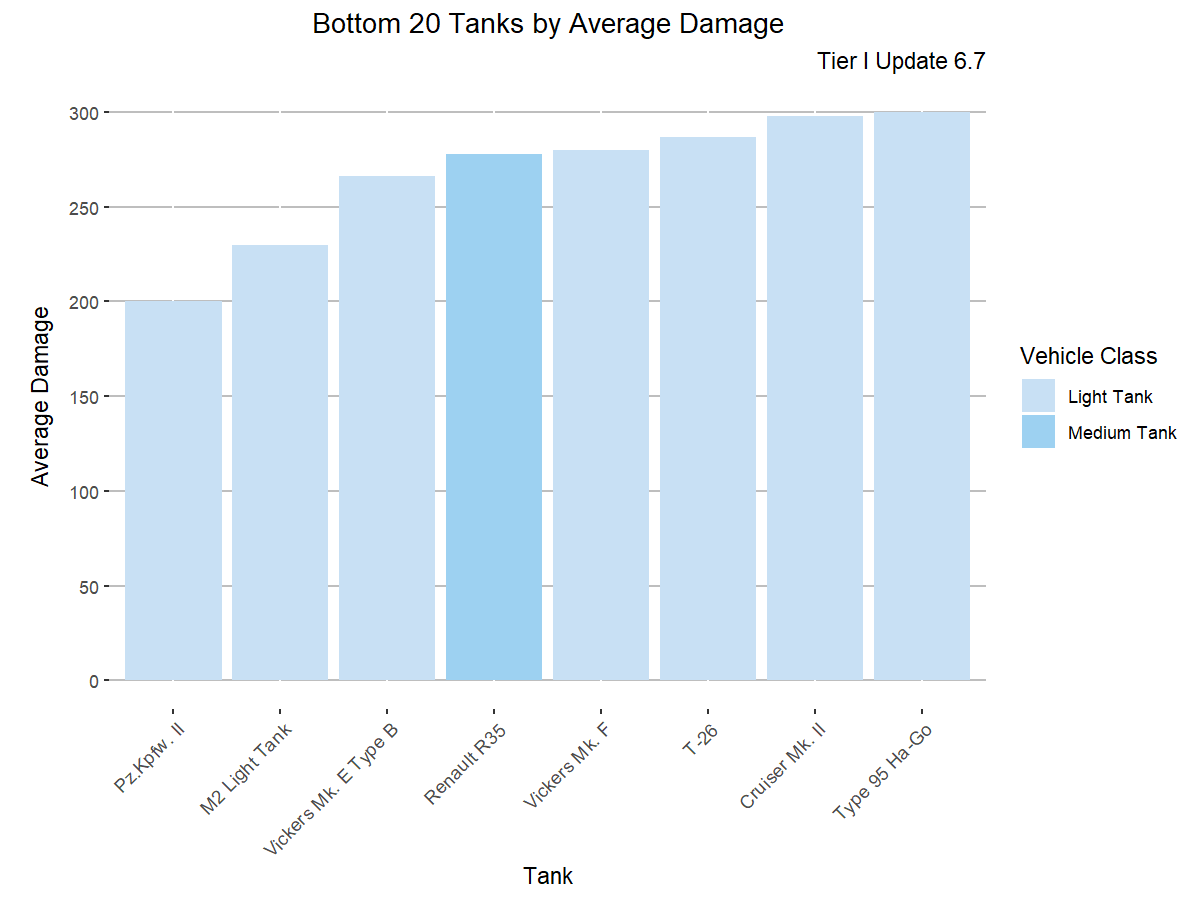 Bottom 20 Tanks by Average Damage
Tier I Update 6.7
Average Damage
300
250
200
150
100
50
0
Pz.Kpfw. II
M2 Light Tank
Vickers Mk. E Type B
Renault R35
Vickers Mk. F
T-26
Cruiser Mk. II
Type 95 Ha-Go
Tank
Vehicle Class
Light Tank
Medium Tank